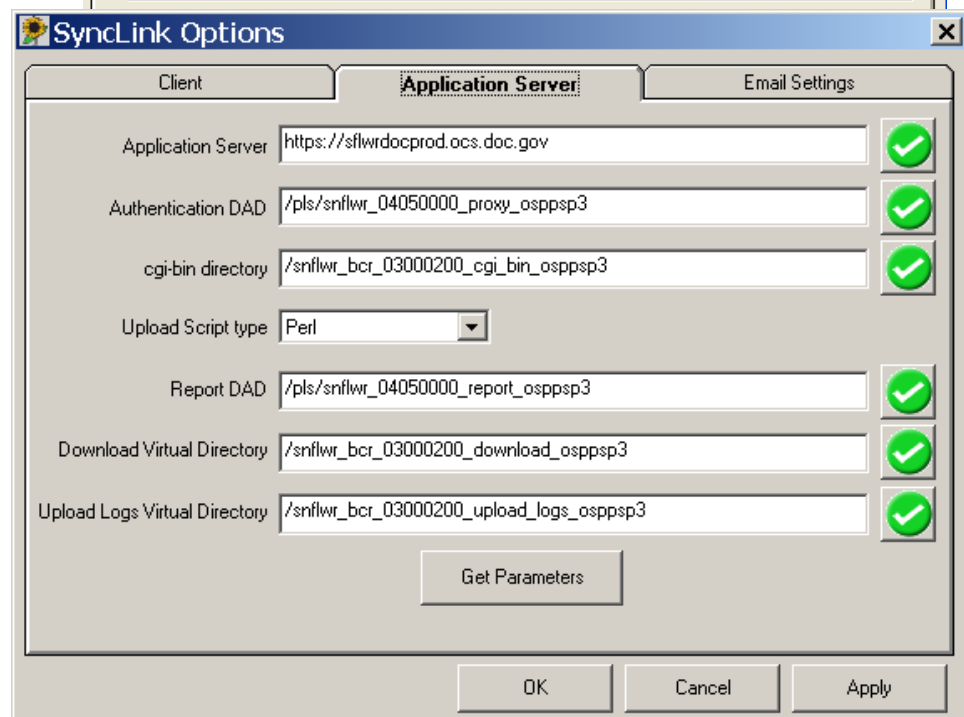 SyncLink Options
Client Application Server Email Settings
Application Server https://sflwrdocprod.ocs.doc.gov
Authentication DAD /pls/snflwr_04050000_proxy_osppsp3
cgi-bin directory /snflwr_bcr_03000200_cgi_bin_osppsp3
Upload Script type Perl
Report DAD /pls/snflwr_04050000_report_osppsp3
Download Virtual Directory /snflwr_bcr_03000200_download_osppsp3
Upload Logs Virtual Directory /snflwr_bcr_03000200_upload_logs_osppsp3
Get Parameters
OK Cancel Apply